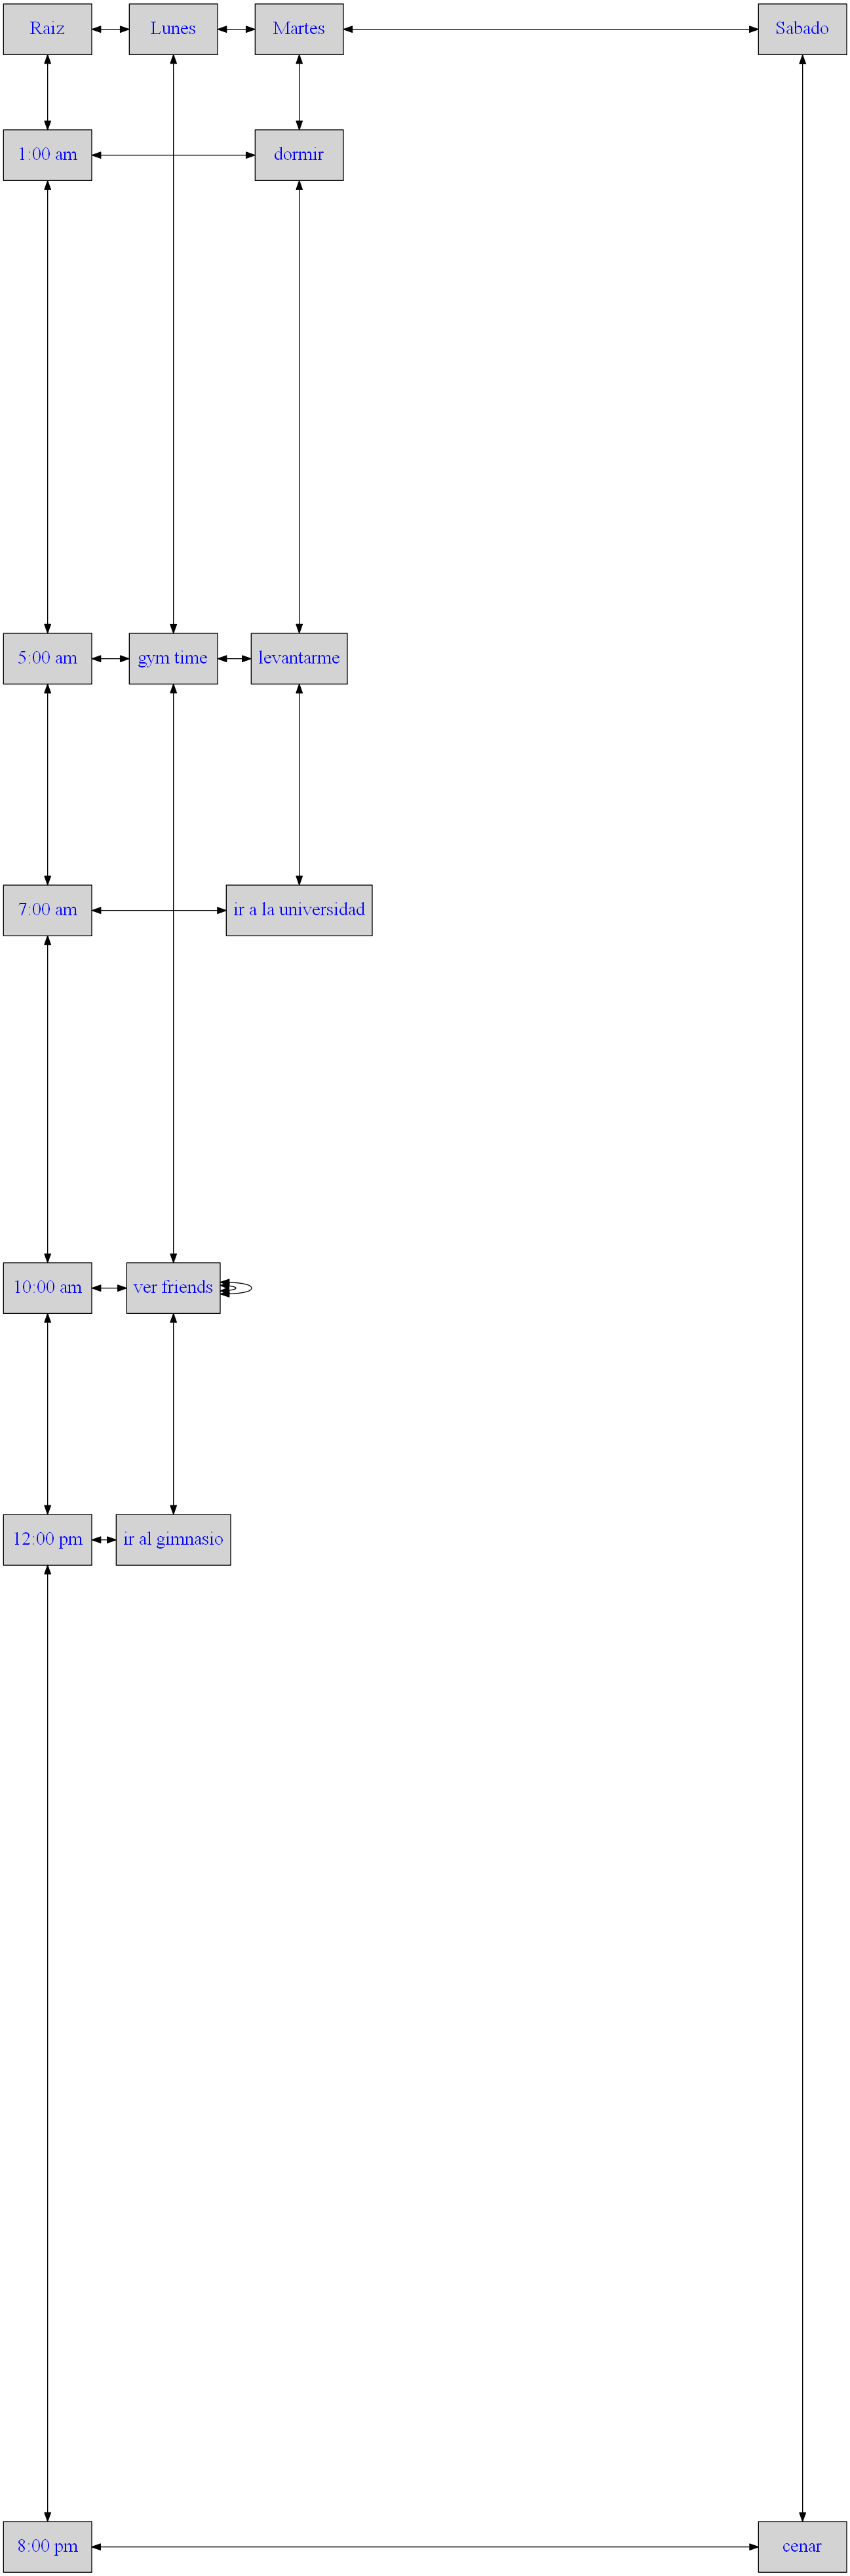 Raiz
Lunes
Martes
Sabado
1:00 am
dormir
5:00 am
gym time
levantarme
7:00 am
ir a la universidad
10:00 am
ver friends
12:00 pm
ir al gimnasio
8:00 pm
cenar